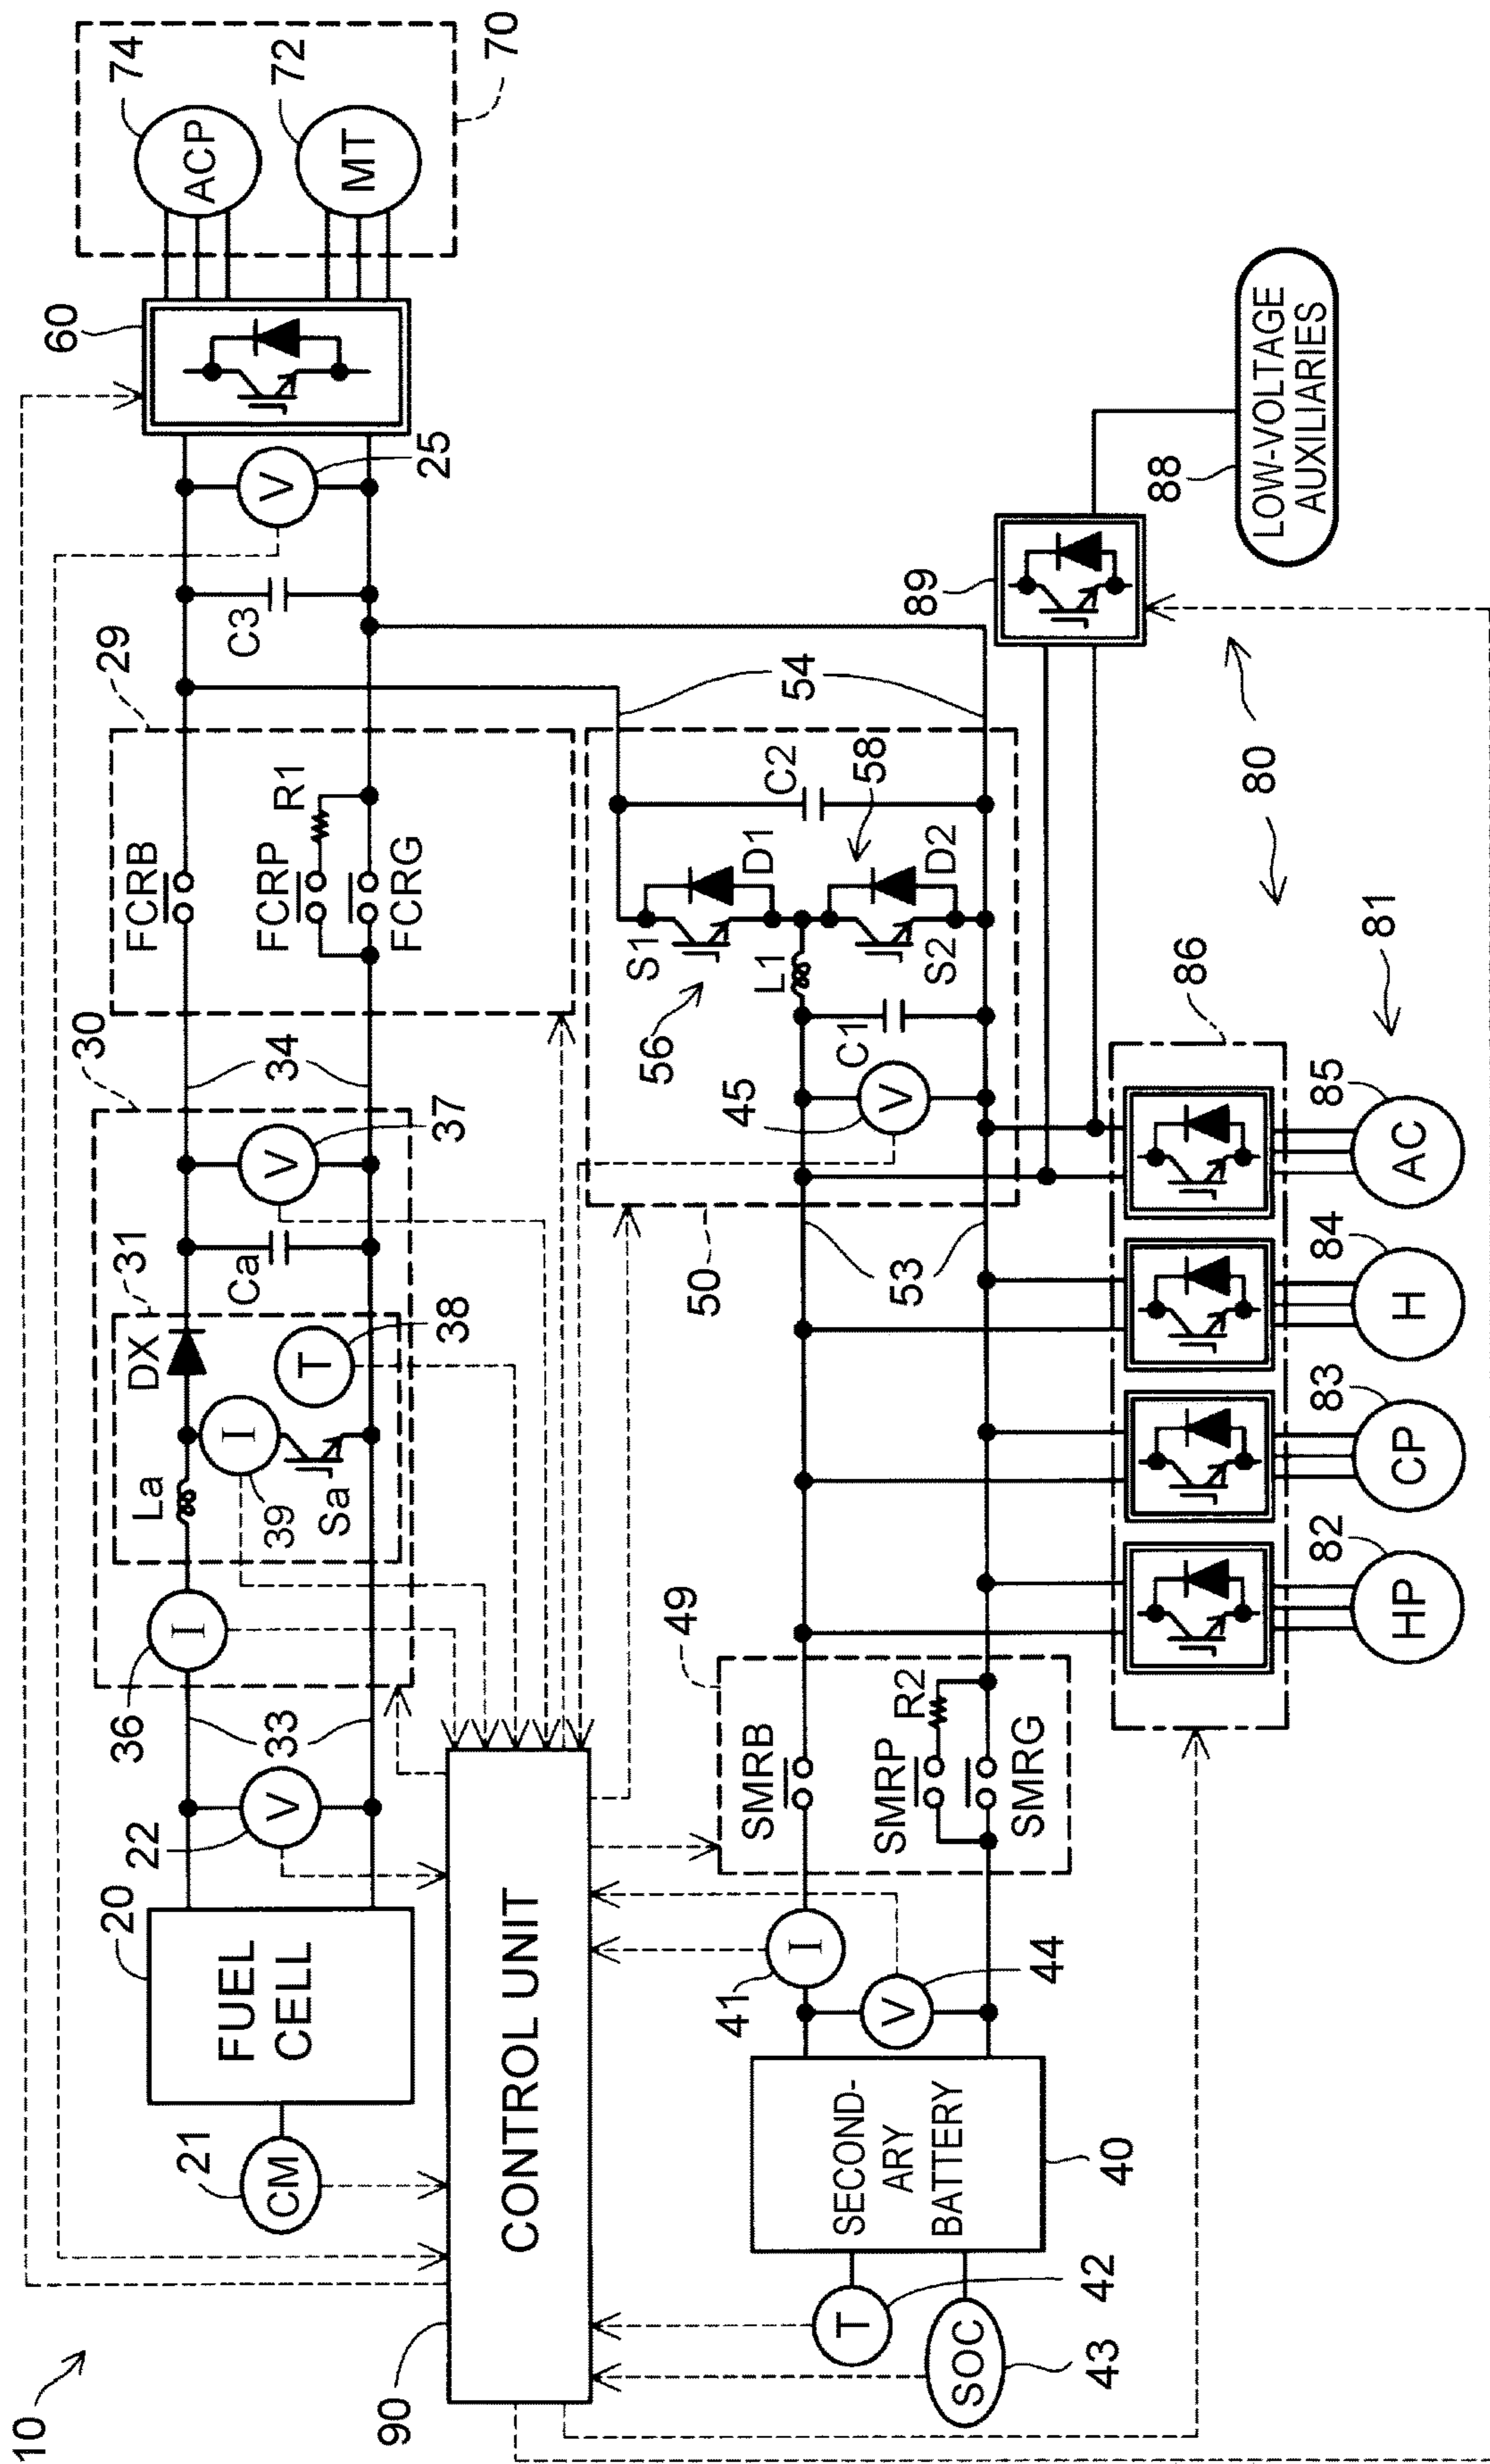 10
20
FUEL
CELL
21
CM
22
V
33
36
I
30
La
39
I
Sa
DX
31
T
38
Ca
V
37
34
29
FCRB
FCRP
R1
FCRG
C3
V
25
60
74
ACP
72
MT
70
90
CONTROL UNIT
50
45
V
C1
56
L1
S1
D1
S2
D2
58
C2
54
40
SECOND-
ARY
BATTERY
T
42
SOC
43
41
I
V
44
49
SMRB
SMRP
R2
SMRG
53
89
88
LOW-VOLTAGE
AUXILIARIES
80
81
86
82
HP
83
CP
84
H
85
AC